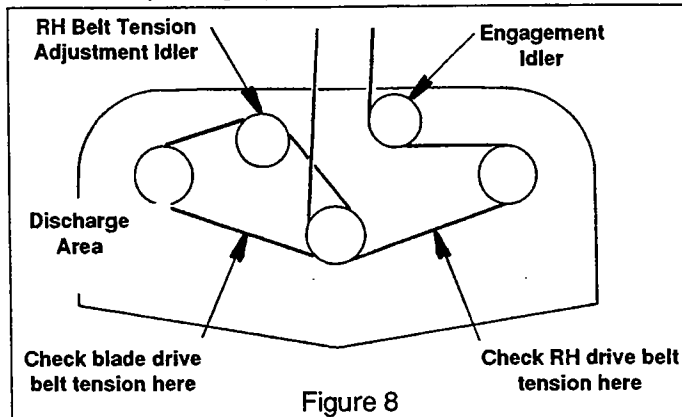 RH Belt Tension
Adjustment Idler
Engagement
Idler
Discharge
Area
Check blade drive
belt tension here
Check RH drive belt
tension here
Figure 8